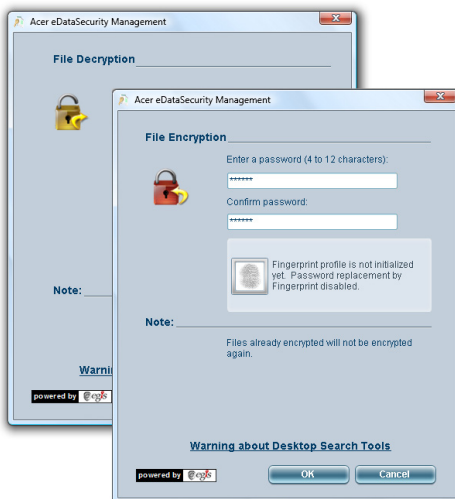 Acer eDataSecurity Management
File Decryption
Note:
Warni
powered by egis
Acer eDataSecurity Management
File Encryption
Enter a password (4 to 12 characters):
******
Confirm password:
******
Fingerprint profile is not initialized
yet. Password replacement by
Fingerprint disabled.
Note:
Files already encrypted will not be encrypted
again.
Warning about Desktop Search Tools
powered by egis
OK
Cancel